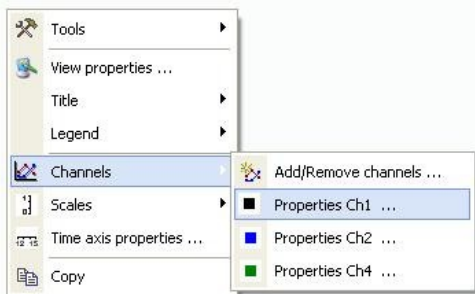 Tools
View properties ...
Title
Legend
Channels
Scales
Time axis properties ...
Copy
Add/Remove channels ...
Properties Ch1 ...
Properties Ch2 ...
Properties Ch4 ...